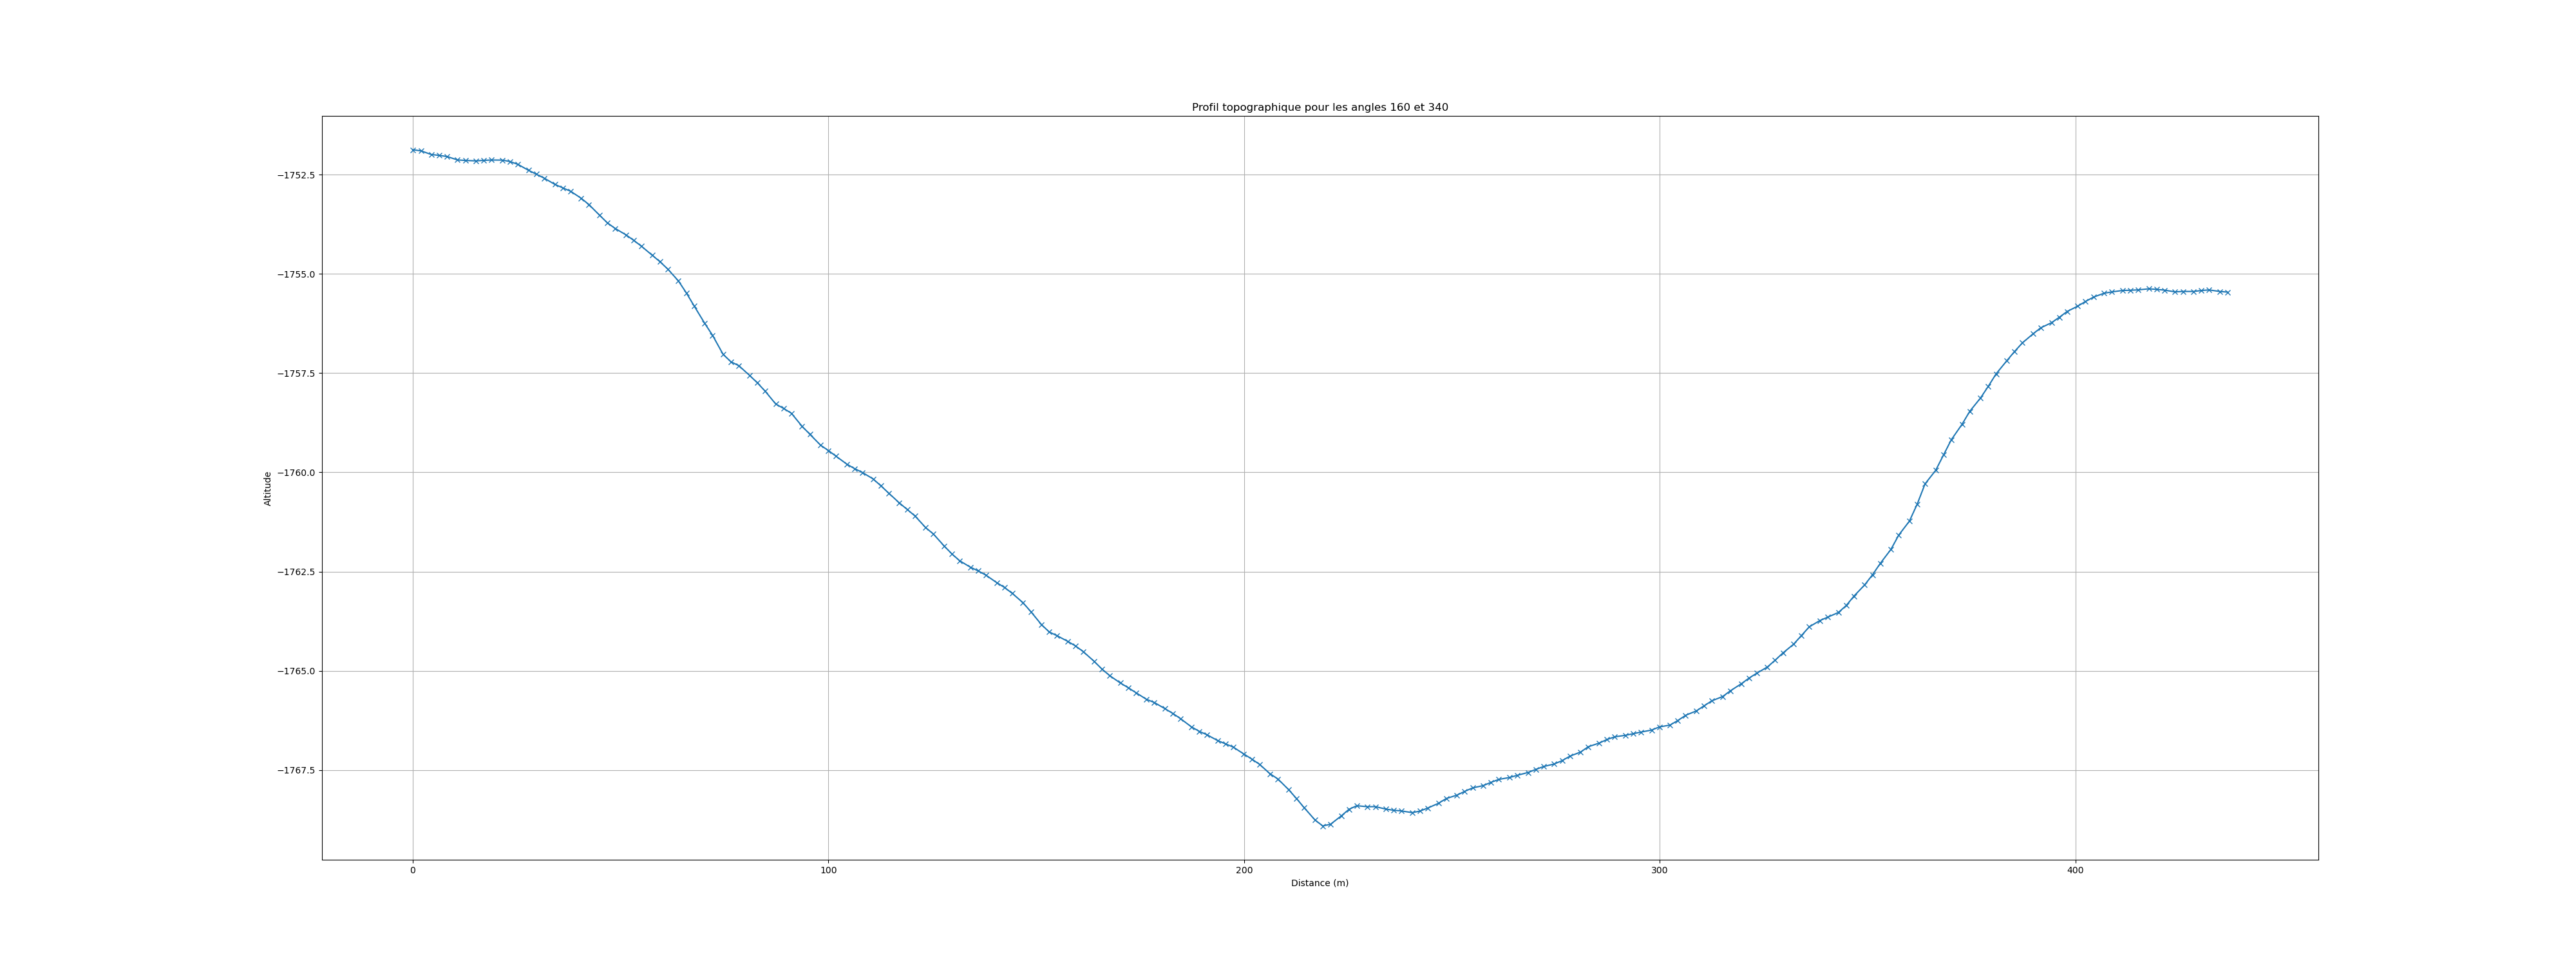 Profil topographique pour les angles 160 et 340
−1752.5
−1755.0
−1757.5
−1760.0
−1762.5
−1765.0
−1767.5
Altitude
0 100 200 300 400
Distance (m)